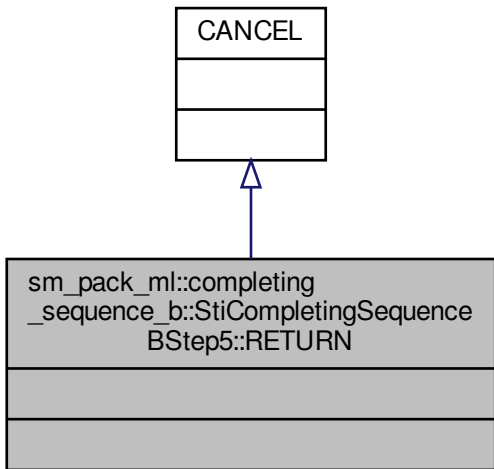 CANCEL
sm_pack_ml::completing
_sequence_b::StiCompletingSequence
BStep5::RETURN